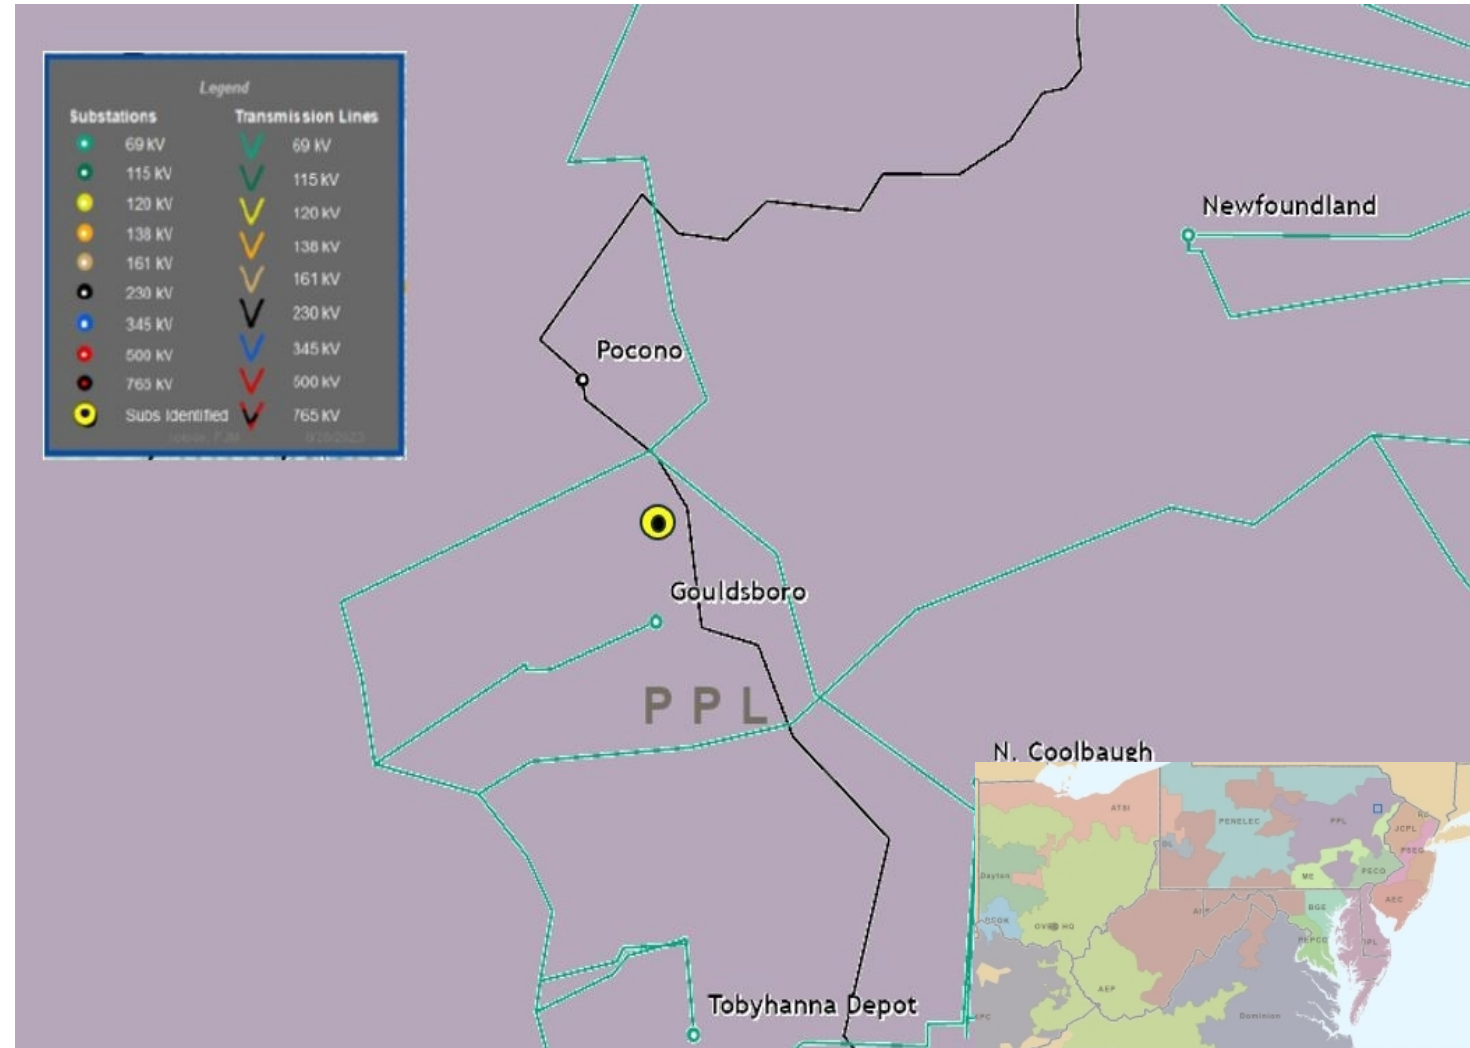 Legend
Substations Transmission Lines
69 kV 69 kV
115 kV 115 kV
120 kV 120 kV
138 kV 138 kV
161 kV 161 kV
230 kV 230 kV
345 kV 345 kV
500 kV 500 kV
765 kV 765 kV
Subs Identified
Newfoundland
Pocono
Gouldsboro
PPL
N. Coolbaugh
Tobyhanna Depot
ATSI
PENELEC
PPL
DL
JCPL
PSEG
Dayton
ME
PECO
AEC
BGE
PEPCO
DPL
AEP
Dominion